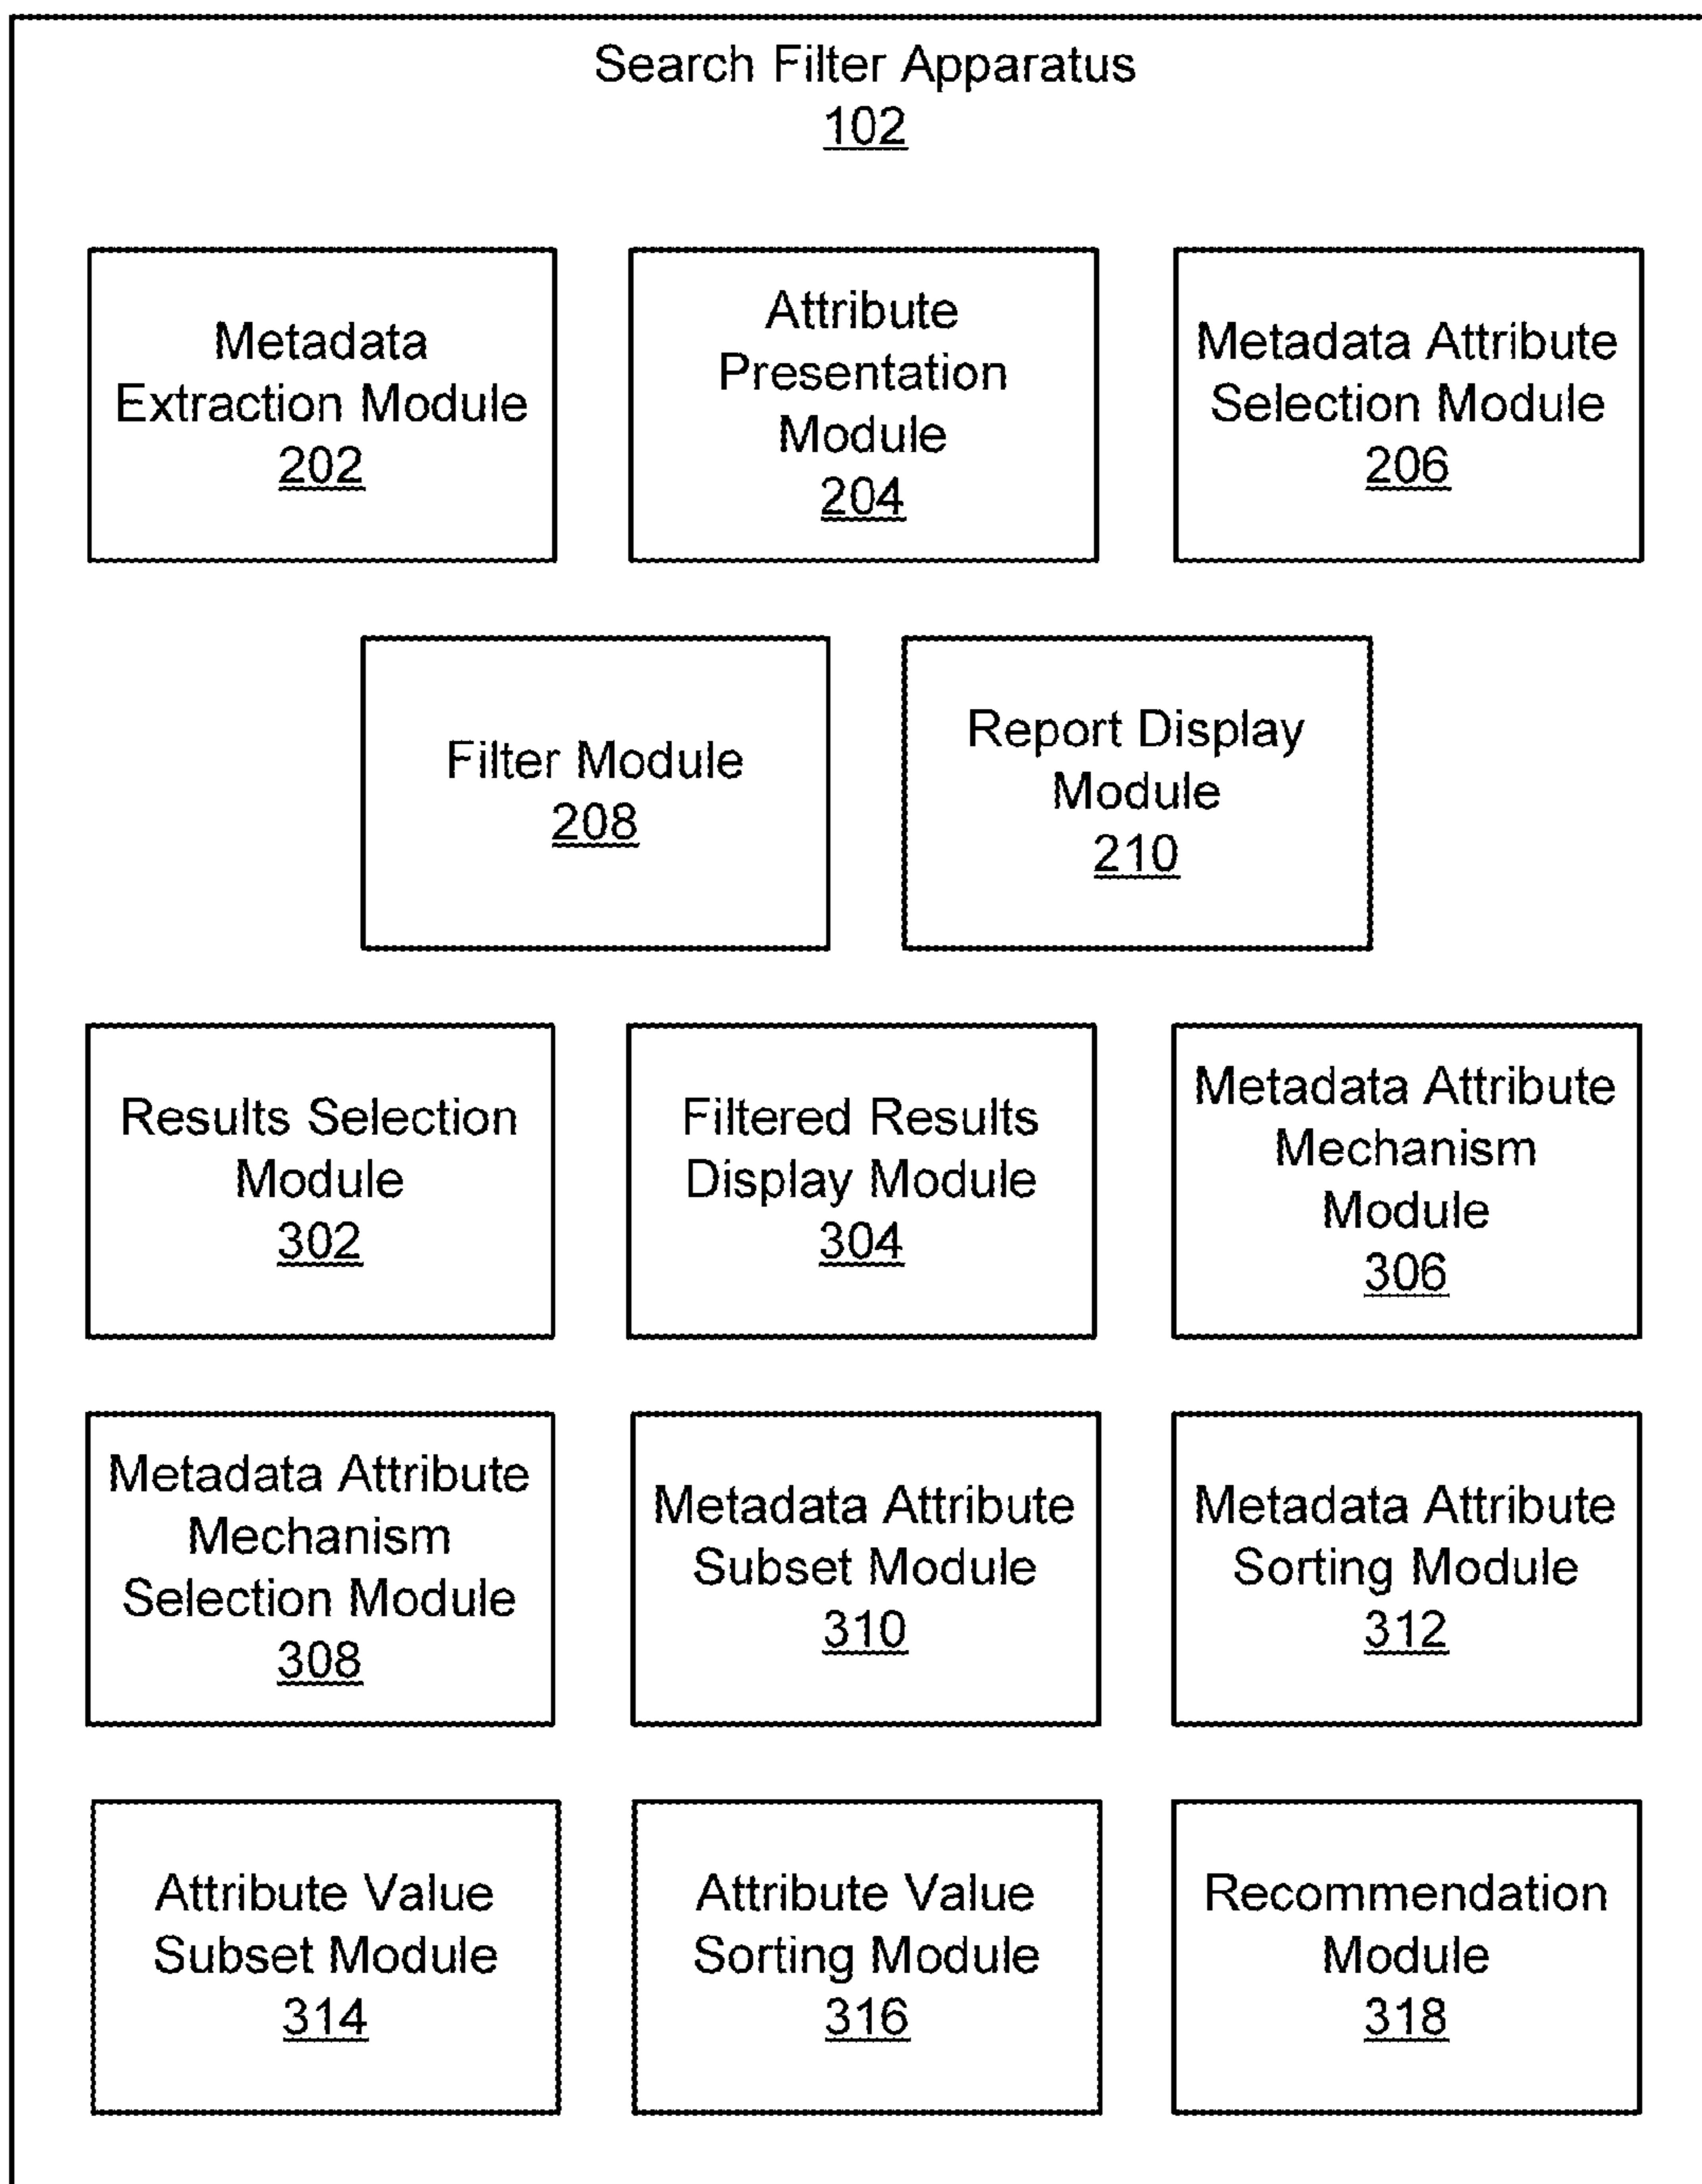 Search Filter Apparatus
102
Metadata
Extraction Module
202
Attribute
Presentation
Module
204
Metadata Attribute
Selection Module
206
Filter Module
208
Report Display
Module
210
Results Selection
Module
302
Filtered Results
Display Module
304
Metadata Attribute
Mechanism
Module
306
Metadata Attribute
Mechanism
Selection Module
308
Metadata Attribute
Subset Module
310
Metadata Attribute
Sorting Module
312
Attribute Value
Subset Module
314
Attribute Value
Sorting Module
316
Recommendation
Module
318